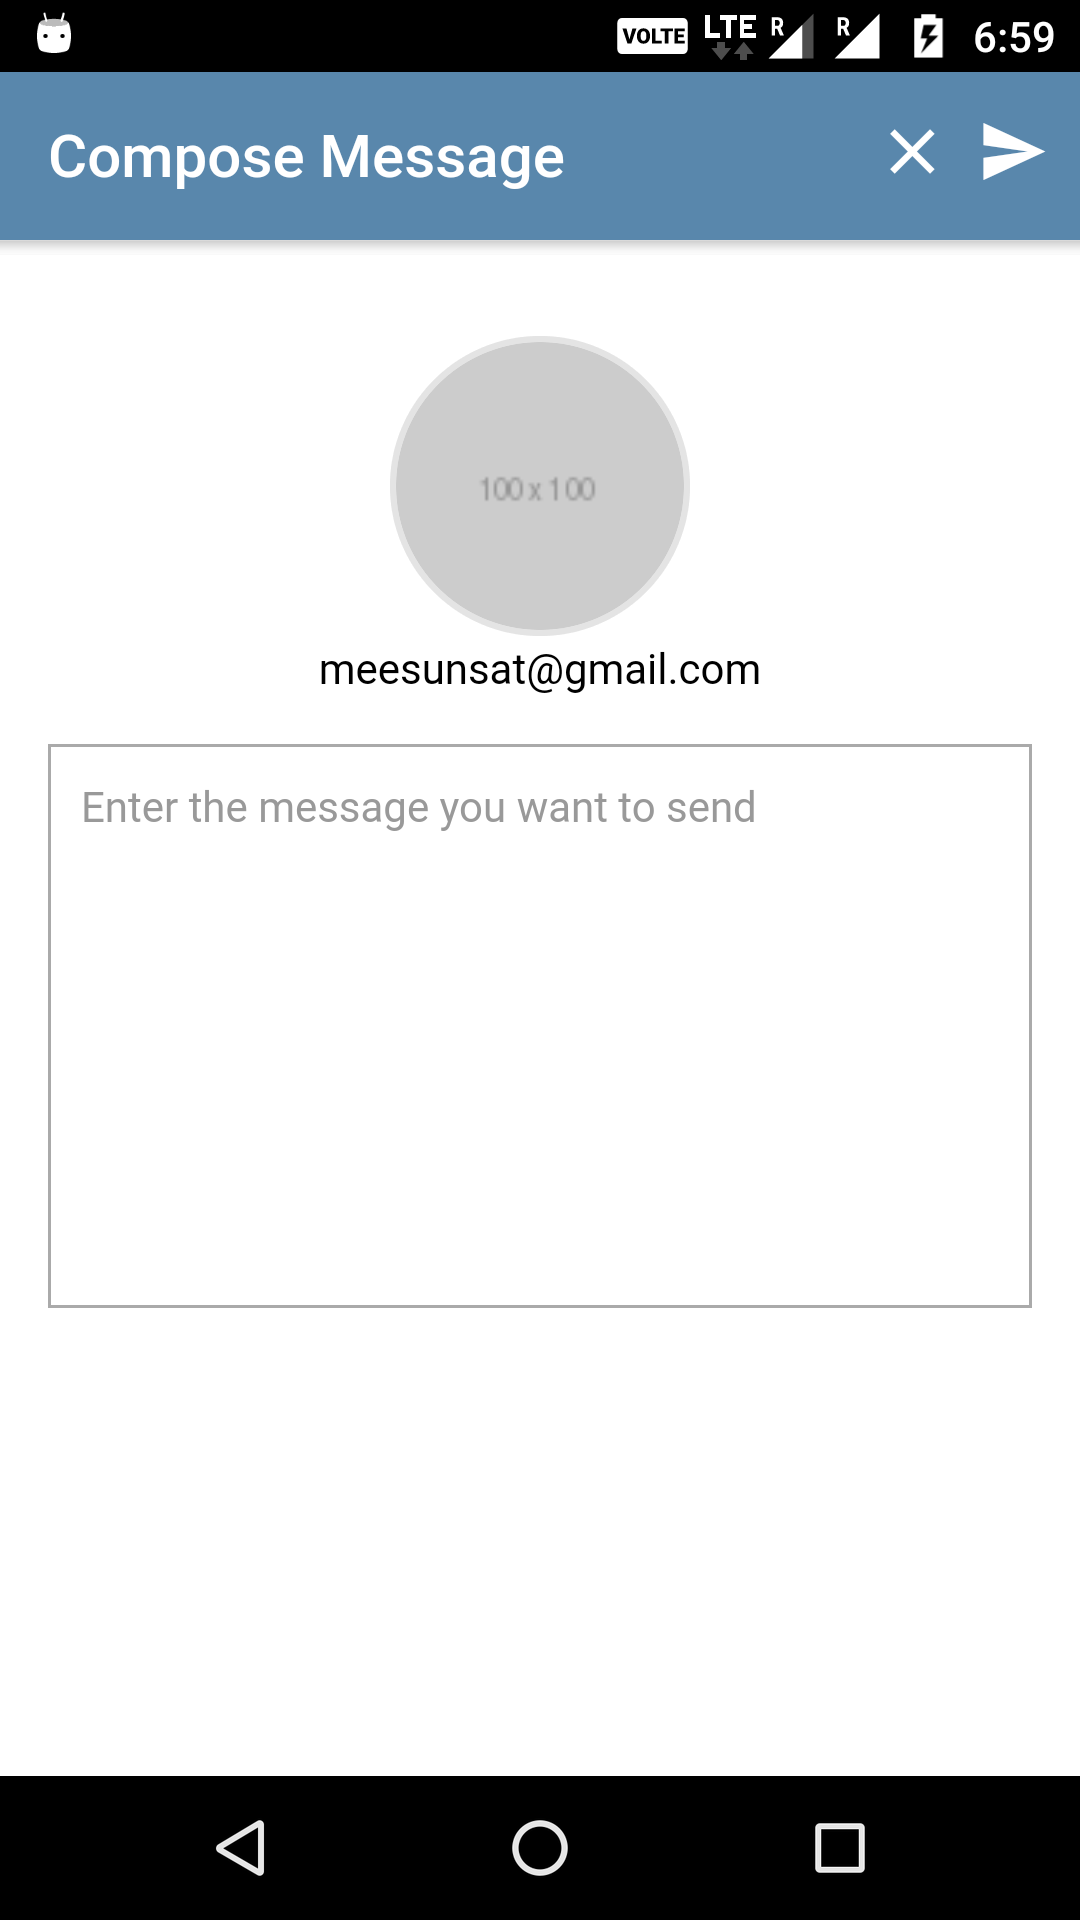 VOLTE LTE R R 6:59
Compose Message
100 x 100
meesunsat@gmail.com
Enter the message you want to send